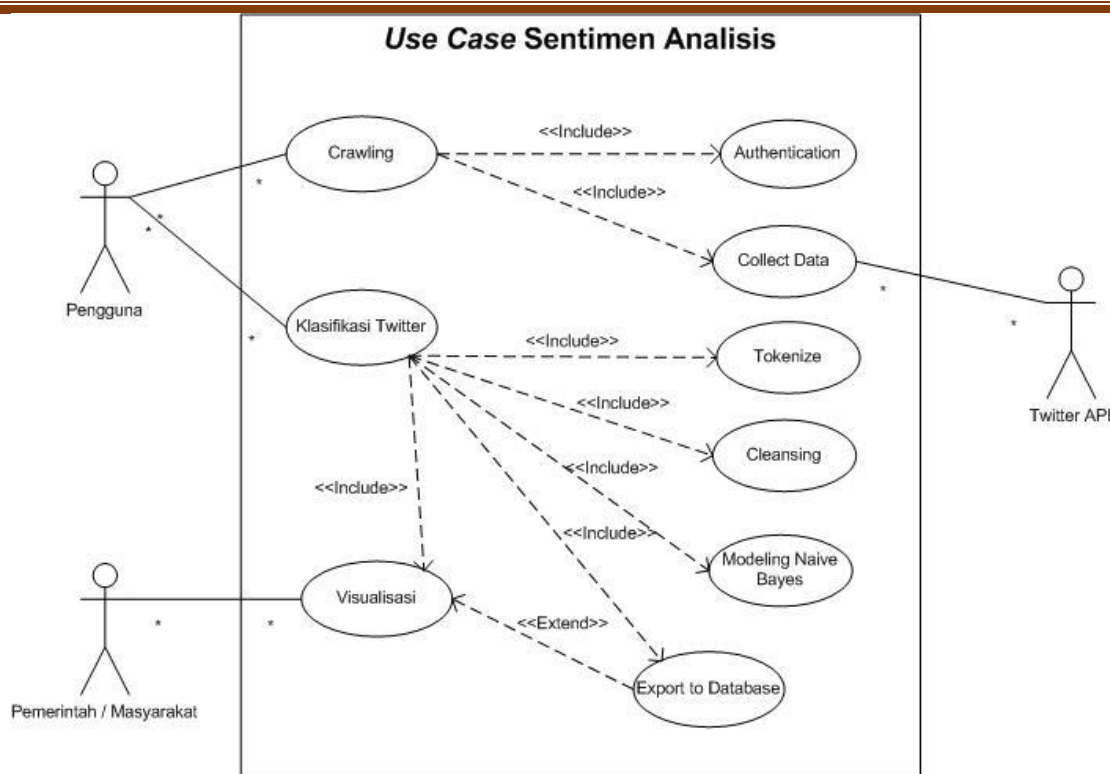 Use Case Sentimen Analisis
<<Include>>
Crawling
Authentication
*
<<Include>>
*
*
Collect Data
*
Pengguna
Klasifikasi Twitter
*
*
<<Include>>
Tokenize
Twitter API
<<Include>>
Cleansing
<<Include>>
<<Include>>
<<Include>>
Modeling Naive
Bayes
Visualisasi
*
*
<<Extend>>
Export to Database
Pemerintah / Masyarakat